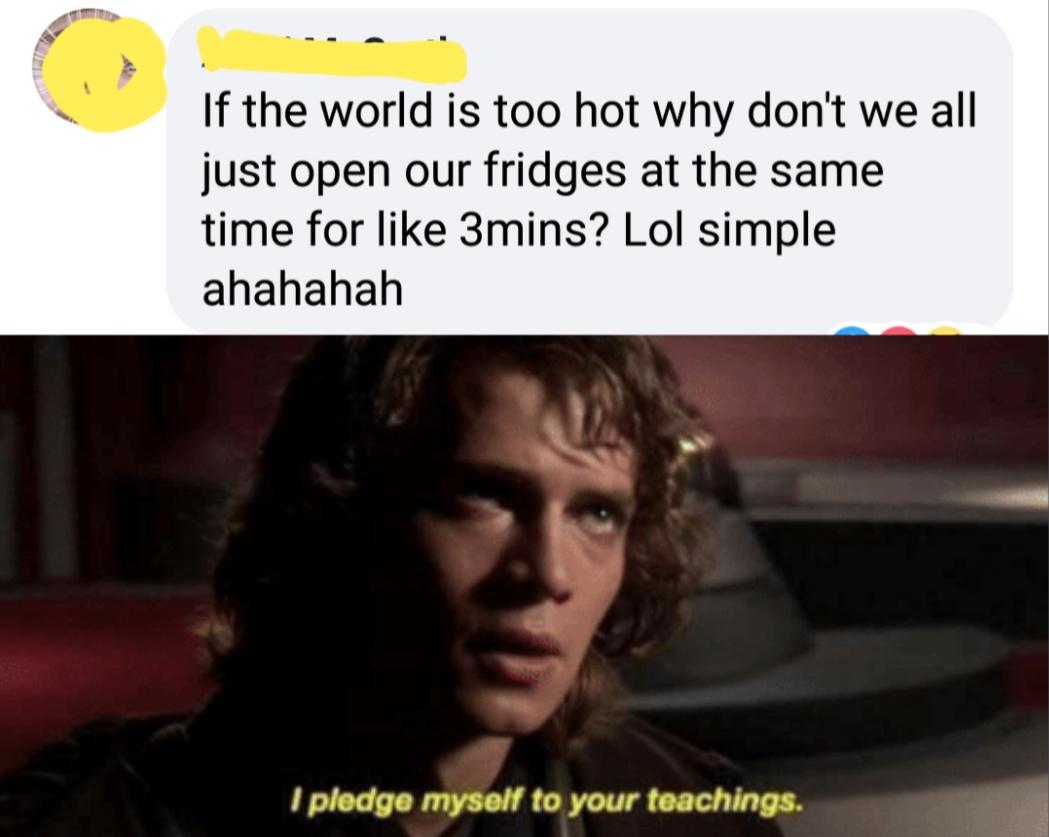 If the world is too hot why don't we all
just open our fridges at the same
time for like 3mins? Lol simple
ahahahah
I pledge myself to your teachings.